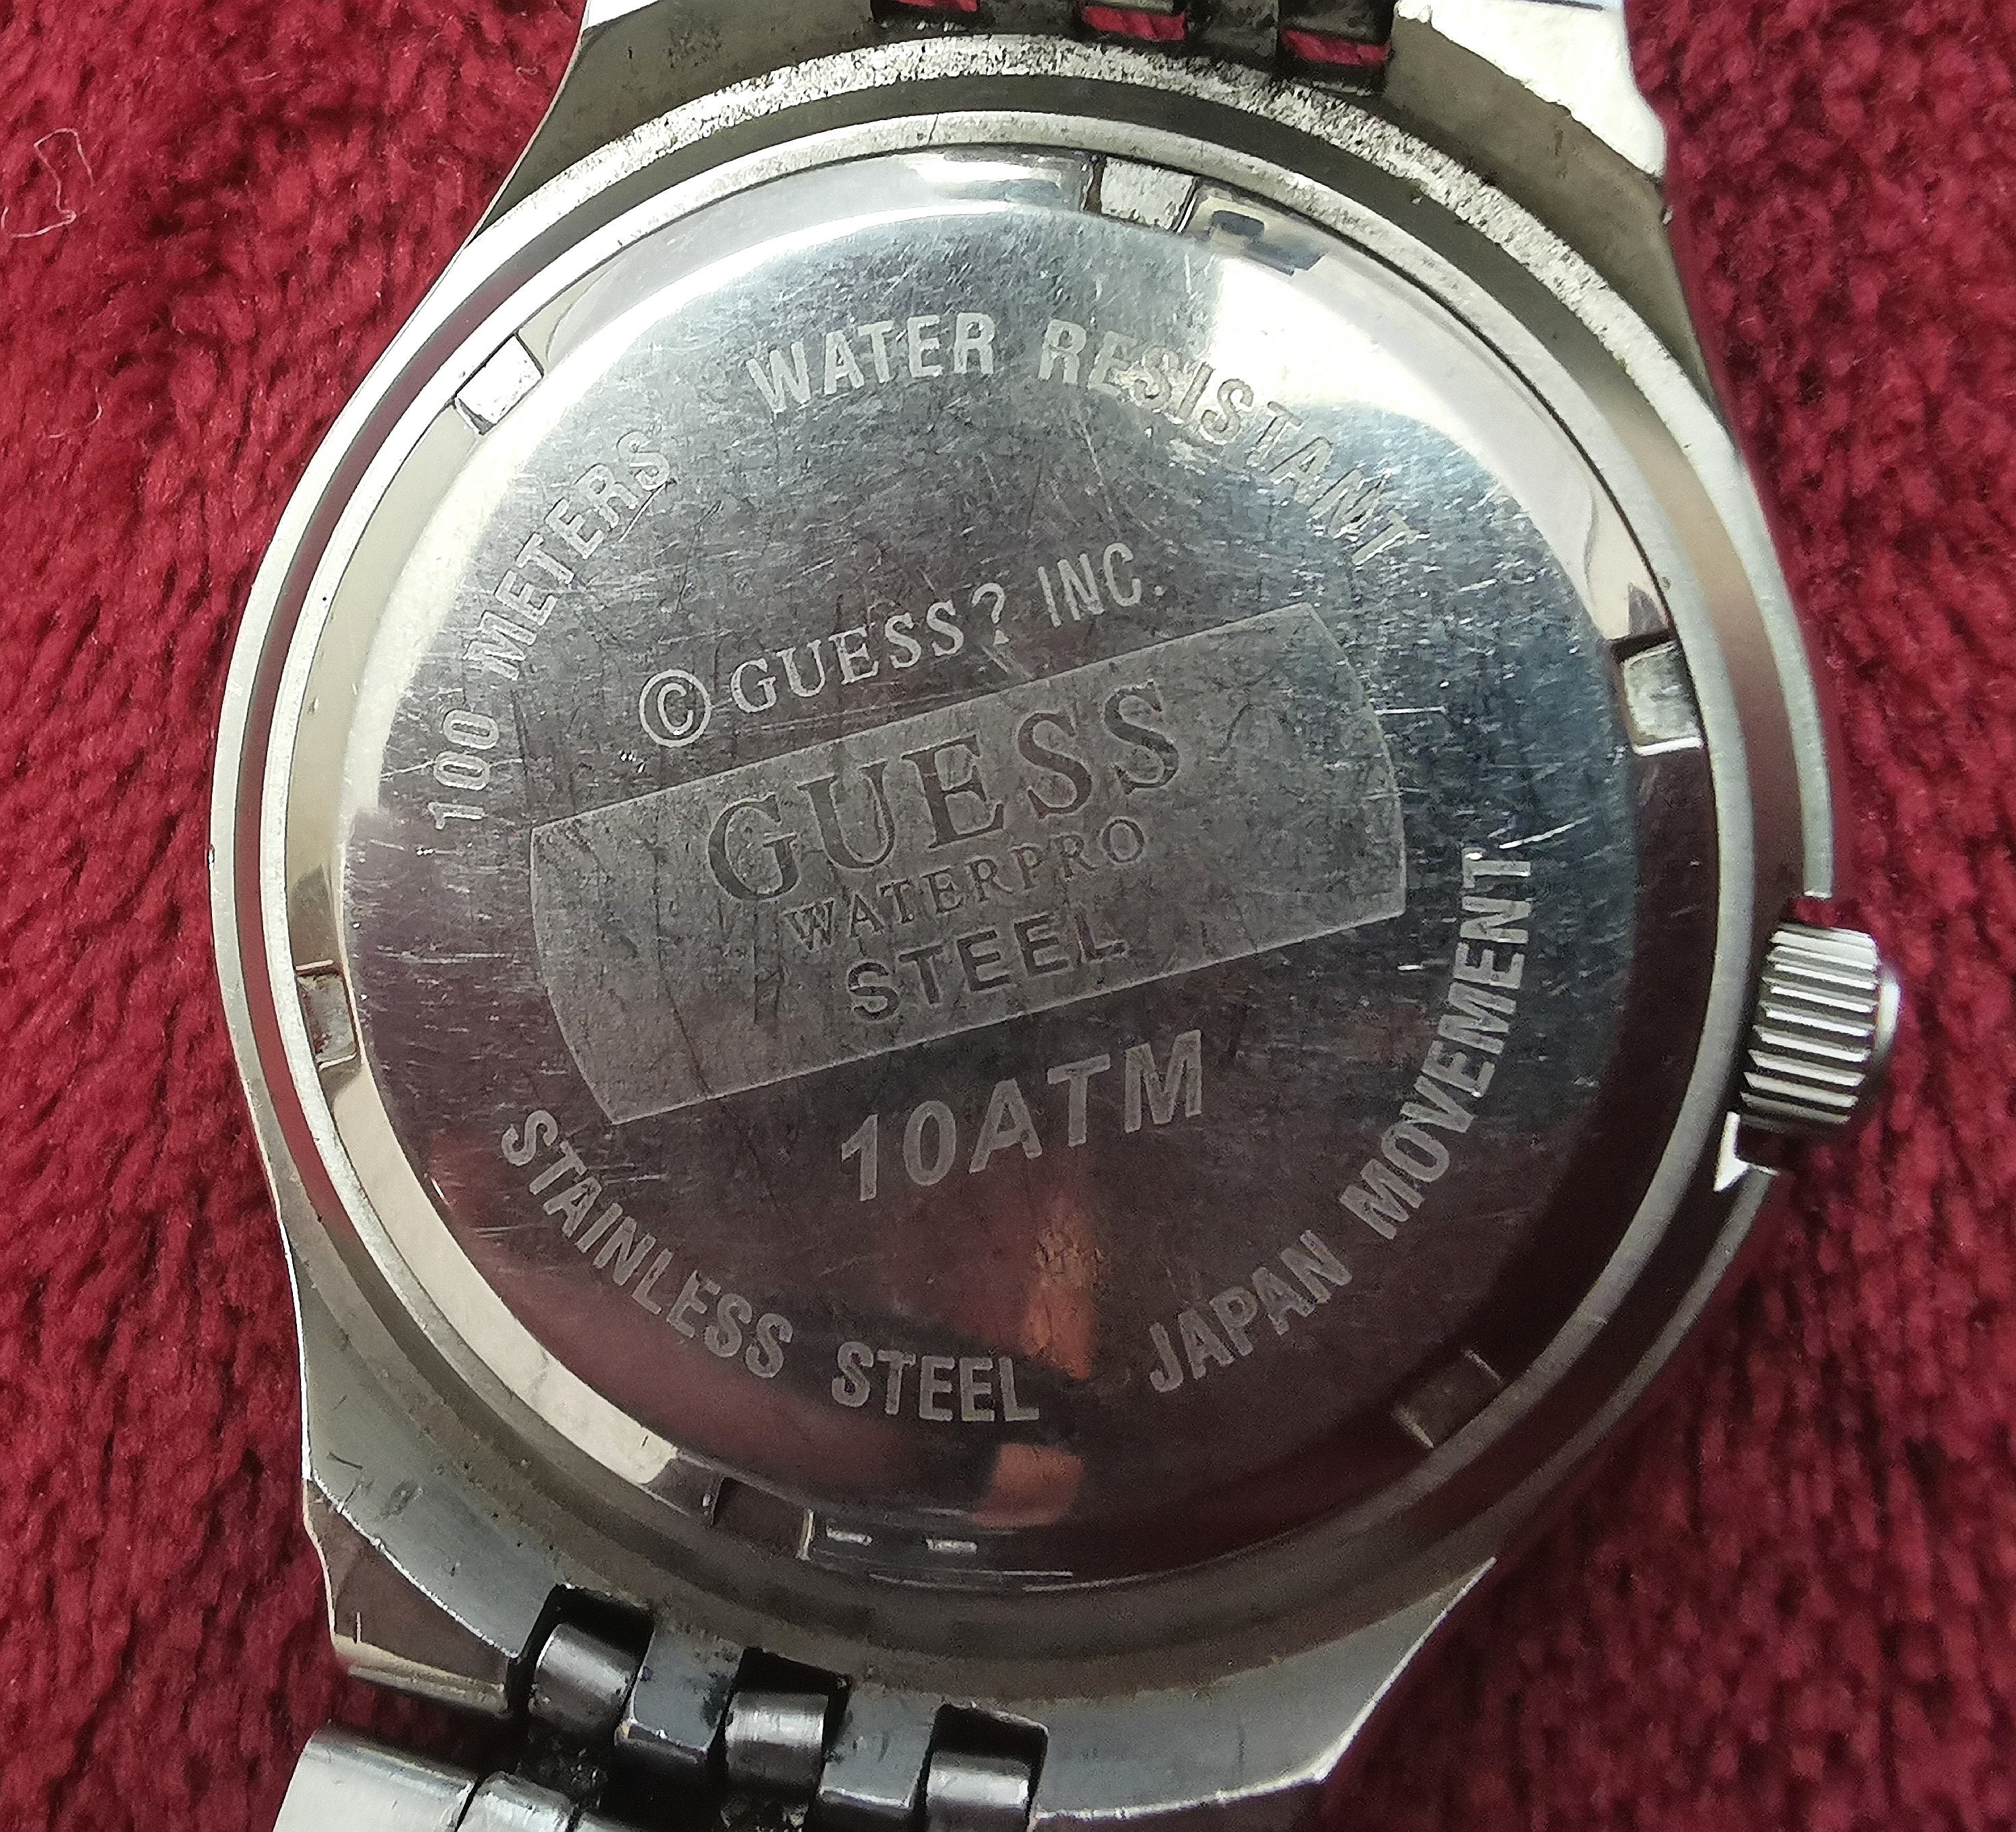 100 METERS WATER RESISTANT
© GUESS? INC.
GUESS
WATERPRO
STEEL
10ATM
STAINLESS STEEL JAPAN MOVEMENT